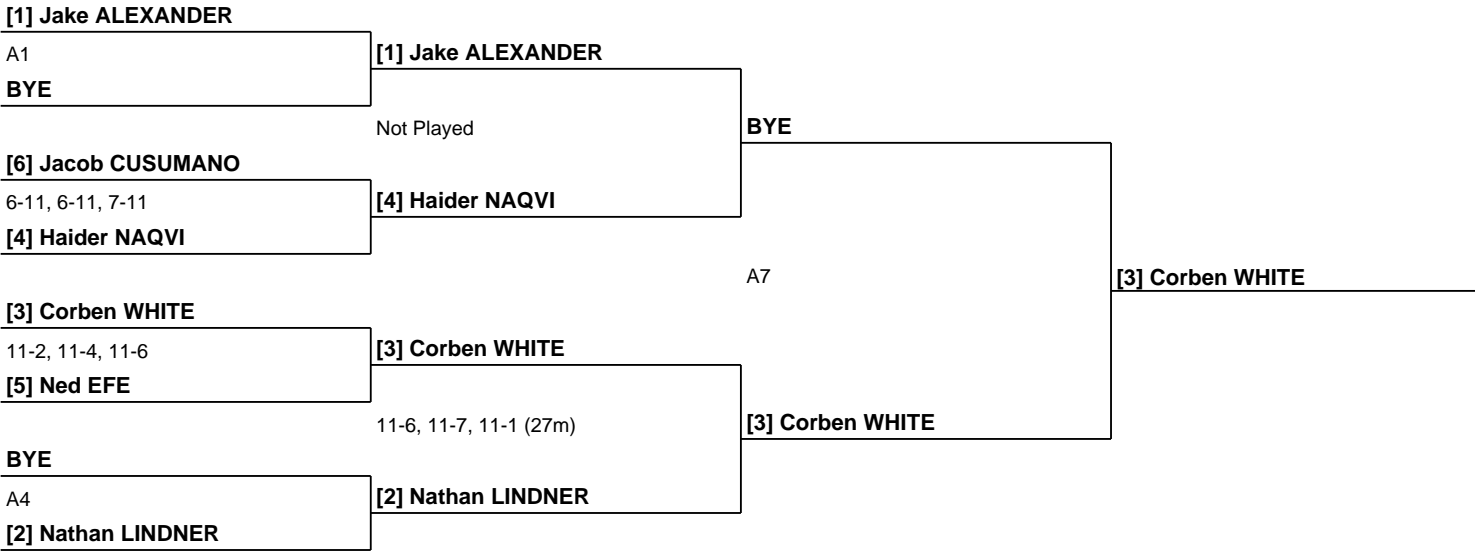 [1] Jake ALEXANDER
A1
BYE
[6] Jacob CUSUMANO
6-11, 6-11, 7-11
[4] Haider NAQVI
[3] Corben WHITE
11-2, 11-4, 11-6
[5] Ned EFE
BYE
A4
[2] Nathan LINDNER
[1] Jake ALEXANDER
Not Played
[4] Haider NAQVI
[3] Corben WHITE
11-6, 11-7, 11-1 (27m)
[2] Nathan LINDNER
BYE
A7
[3] Corben WHITE
[3] Corben WHITE